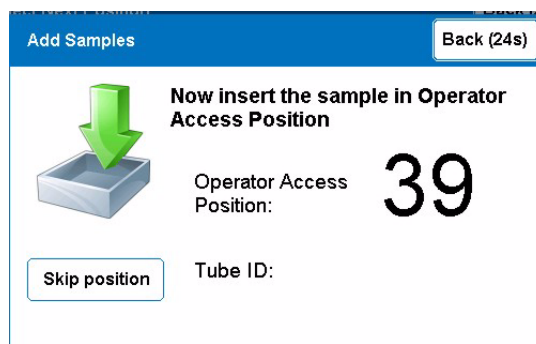 Add Samples
Back (24s)
Now insert the sample in Operator
Access Position
Operator Access
Position:
39
Skip position
Tube ID: